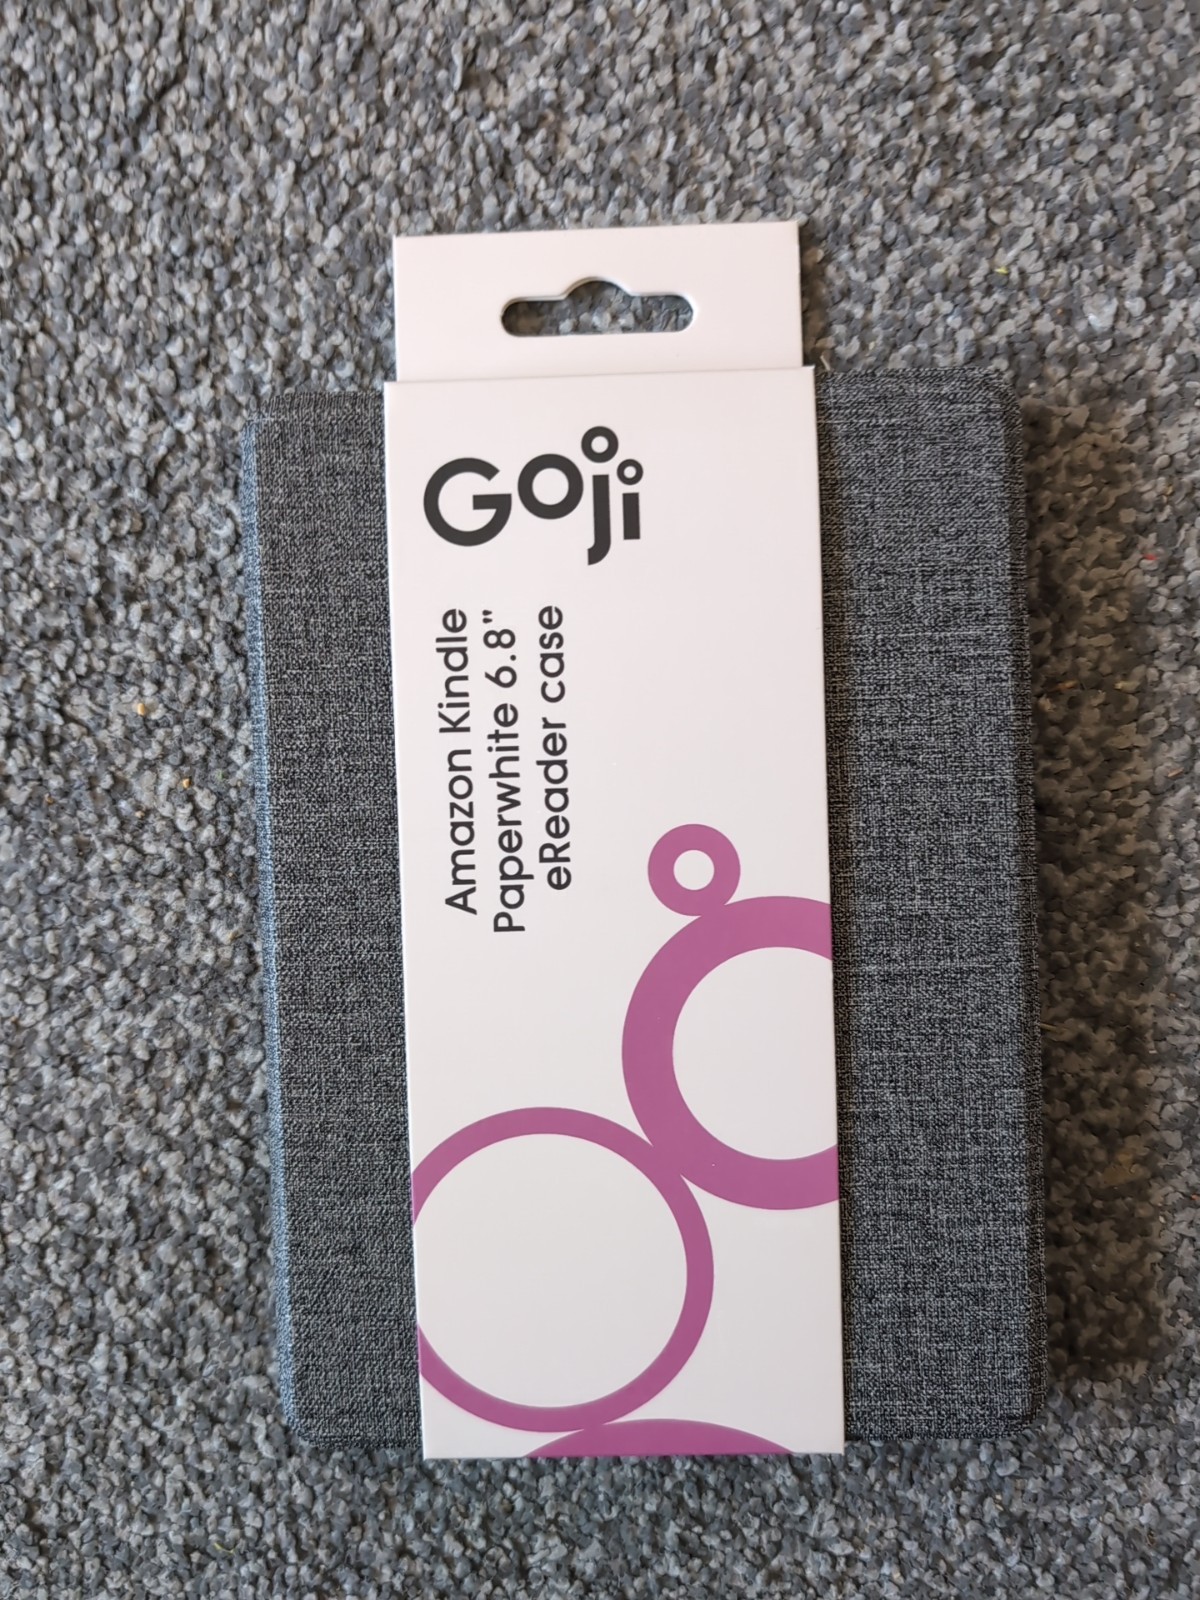 Goji
Amazon Kindle
Paperwhite 6.8"
eReader case